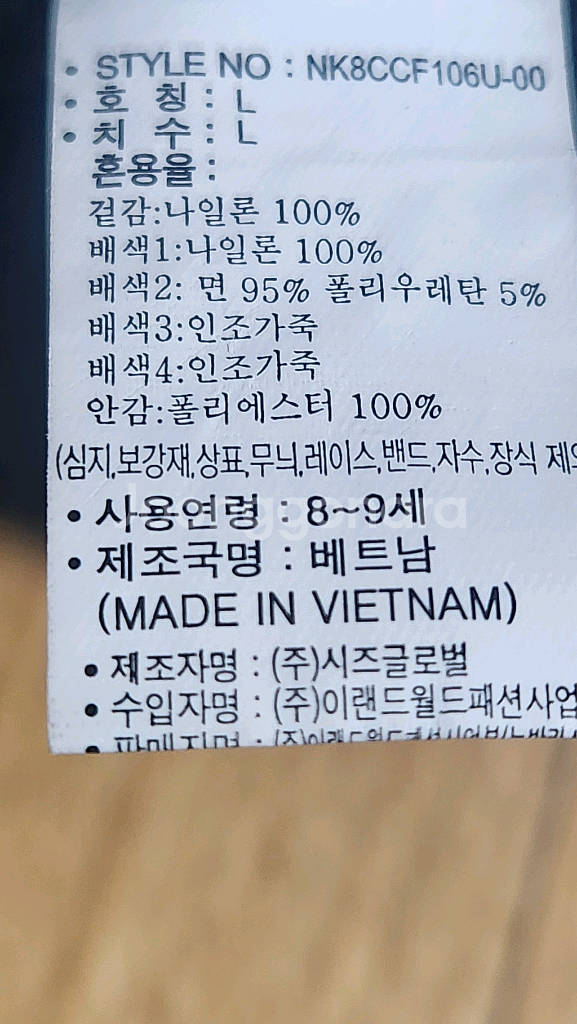 • STYLE NO : NK8CCF106U-00
• 호 칭 : L
• 치 수 : L
혼용율 :
겉감:나일론 100%
배색1:나일론 100%
배색2: 면 95% 폴리우레탄 5%
배색3:인조가죽
배색4:인조가죽
안감:폴리에스터 100%
(심지,보강재,상표,무늬,레이스,밴드,자수,장식
• 사용연령 : 8~9세
• 제조국명 : 베트남
(MADE IN VIETNAM)
• 제조자명 : (주)시즈글로벌
• 수입자명 : (주)이랜드월드패션사업